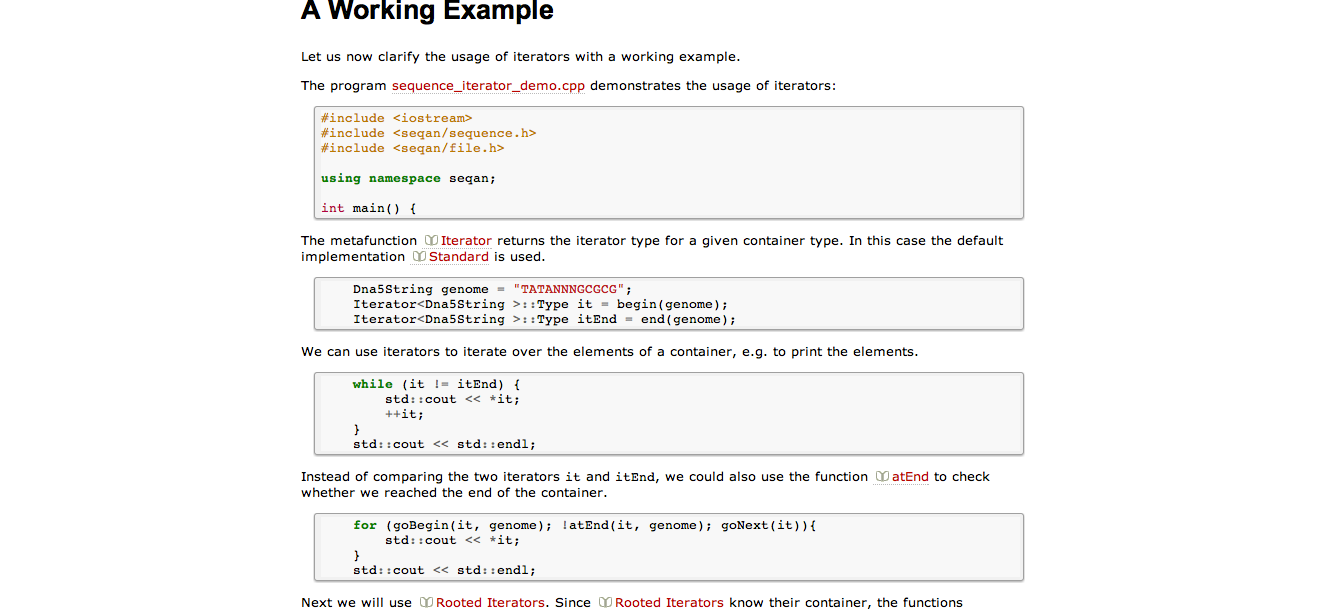 A Working Example
Let us now clarify the usage of iterators with a working example.
The program sequence_iterator_demo.cpp demonstrates the usage of iterators:
#include <iostream>
#include <seqan/sequence.h>
#include <seqan/file.h>
using namespace seqan;
int main() {
The metafunction Iterator returns the iterator type for a given container type. In this case the default
implementation Standard is used.
Dna5String genome = "TATANNNGCGCG";
Iterator<Dna5String >::Type it = begin(genome);
Iterator<Dna5String >::Type itEnd = end(genome);
We can use iterators to iterate over the elements of a container, e.g. to print the elements.
while (it != itEnd) {
std::cout << *it;
++it;
}
std::cout << std::endl;
Instead of comparing the two iterators it and itEnd, we could also use the function atEnd to check
whether we reached the end of the container.
for (goBegin(it, genome); !atEnd(it, genome); goNext(it)){
std::cout << *it;
}
std::cout << std::endl;
Next we will use Rooted Iterators. Since Rooted Iterators know their container, the functions